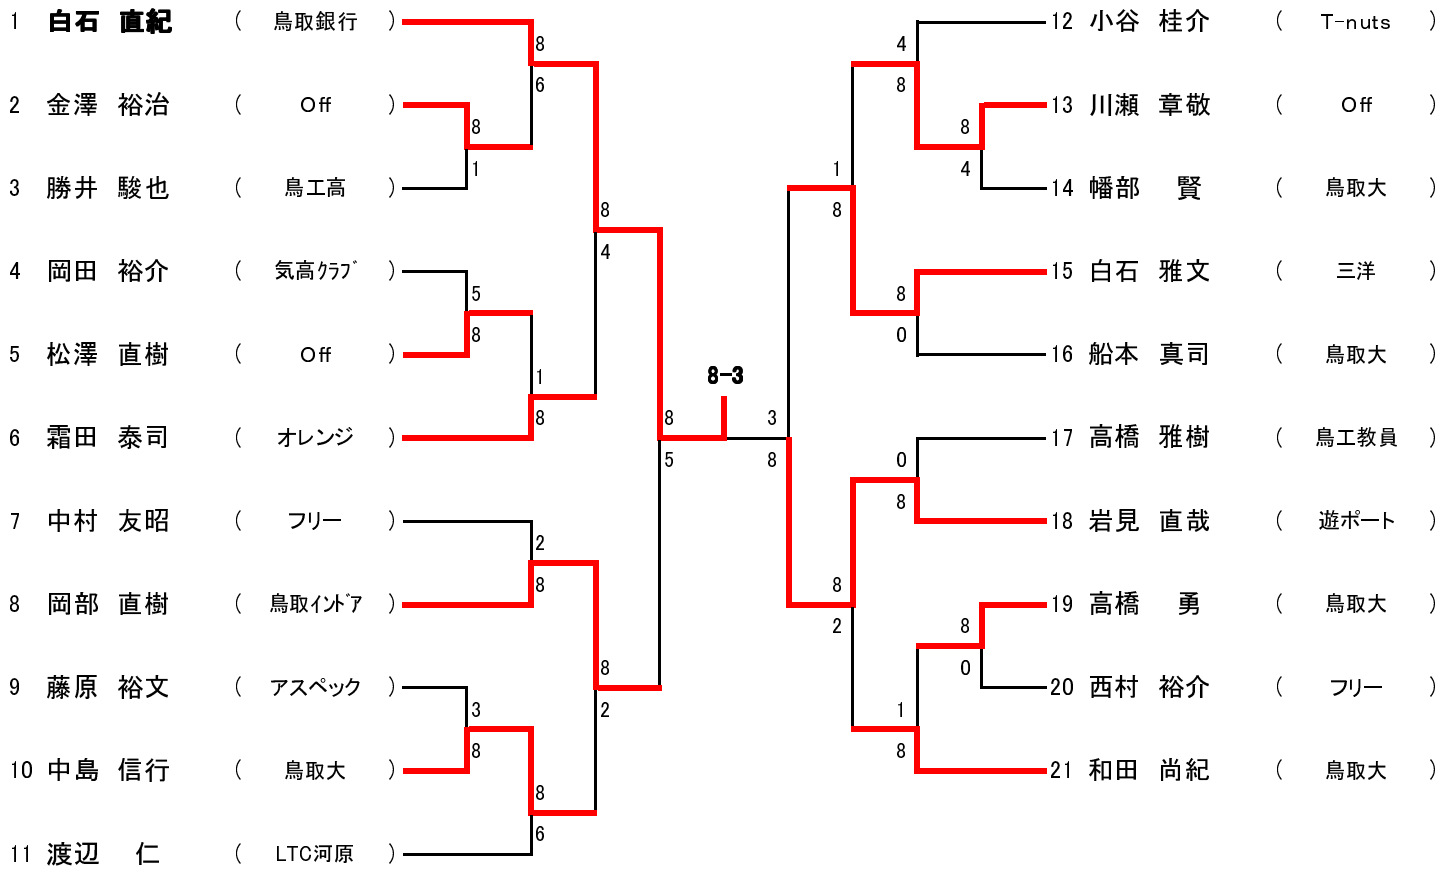 1 白石 直紀 ( 鳥取銀行 )
2 金澤 裕治 ( Off )
3 勝井 駿也 ( 鳥工高 )
4 岡田 裕介 ( 気高ｸﾗﾌﾞ )
5 松澤 直樹 ( Off )
6 霜田 泰司 ( オレンジ )
7 中村 友昭 ( フリー )
8 岡部 直樹 ( 鳥取ｲﾝﾄﾞｱ )
9 藤原 裕文 ( アスペック )
10 中島 信行 ( 鳥取大 )
11 渡辺 仁 ( LTC河原 )
8
6
8
1
8
4
5
8
1
8
8
5
2
8
8
2
3
8
8
6
8-3
4
8
8
4
1
8
8
0
3
8
0
8
8
2
8
0
1
8
12 小谷 桂介 ( T-nuts )
13 川瀬 章敬 ( Off )
14 幡部 賢 ( 鳥取大 )
15 白石 雅文 ( 三洋 )
16 船本 真司 ( 鳥取大 )
17 高橋 雅樹 ( 鳥工教員 )
18 岩見 直哉 ( 遊ポート )
19 高橋 勇 ( 鳥取大 )
20 西村 裕介 ( フリー )
21 和田 尚紀 ( 鳥取大 )